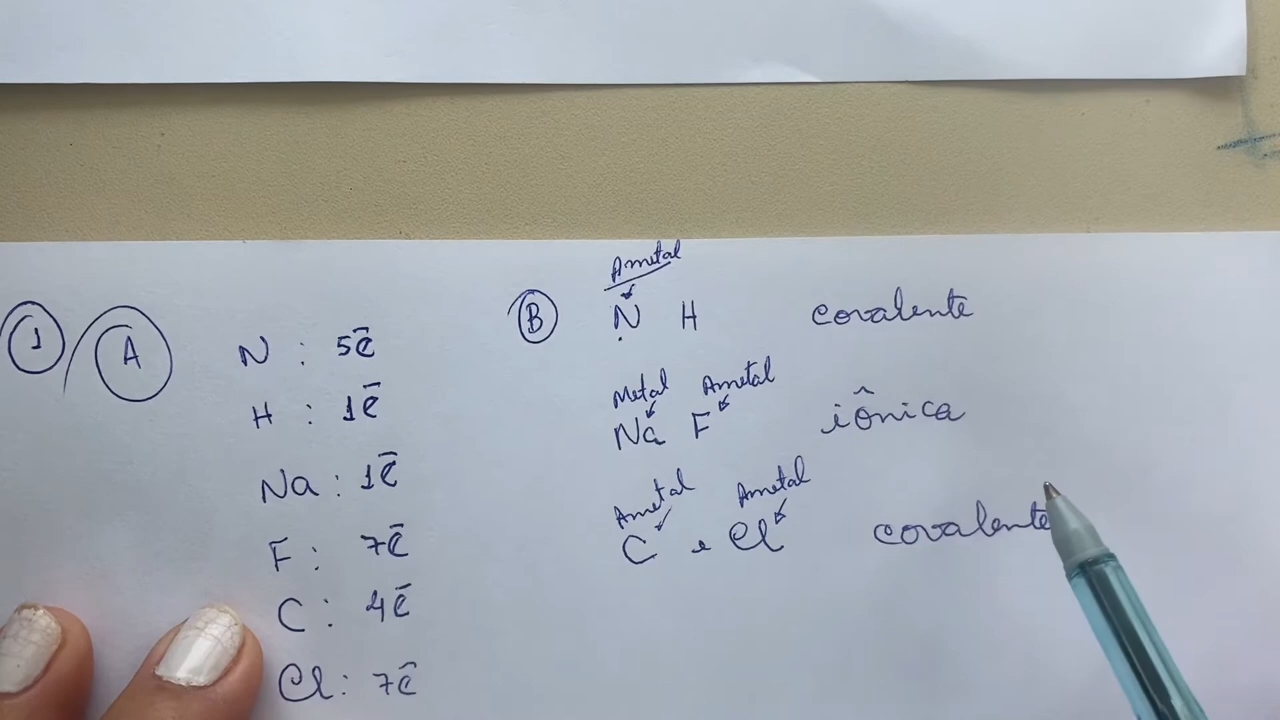 1 A N : 5ē
H : 1ē
Na : 1ē
F : 7ē
C : 4ē
Cl : 7ē
Ametal
B N H covalente
Metal Ametal
Na F iônica
Ametal Ametal
C e Cl covalente